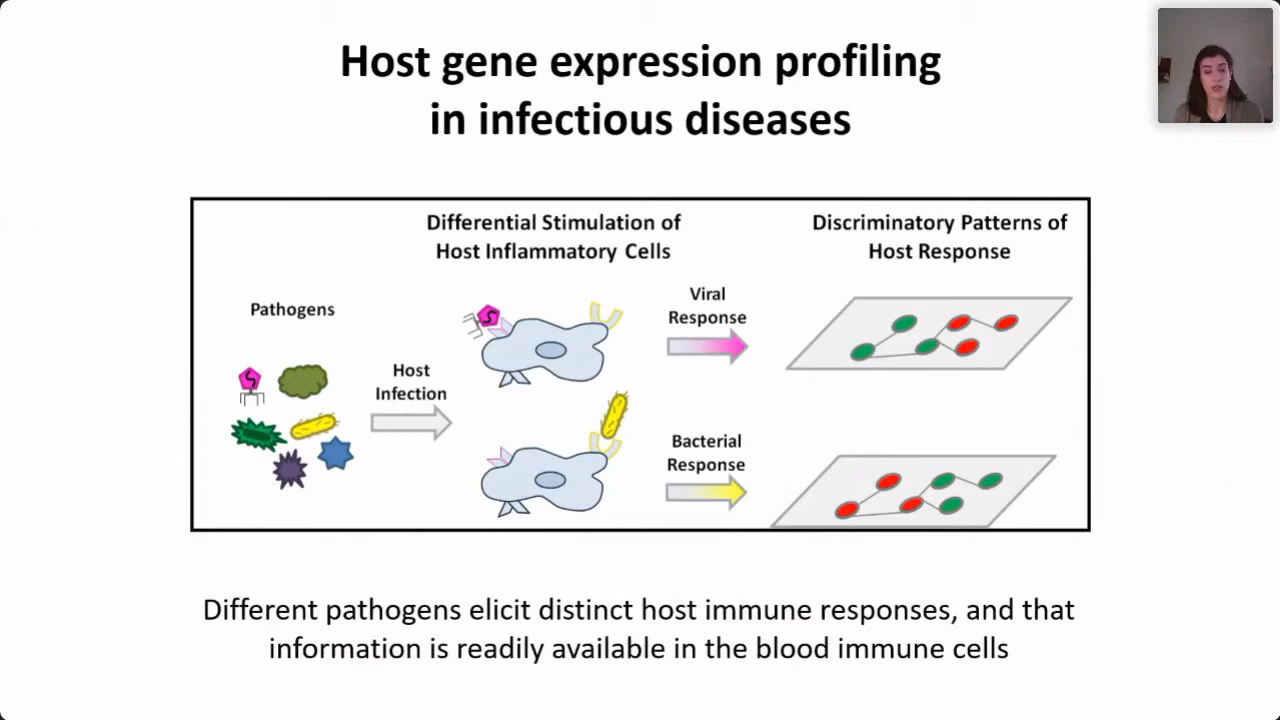 Host gene expression profiling
in infectious diseases
Differential Stimulation of
Host Inflammatory Cells
Discriminatory Patterns of
Host Response
Pathogens
Host
Infection
Viral
Response
Bacterial
Response
Different pathogens elicit distinct host immune responses, and that
information is readily available in the blood immune cells